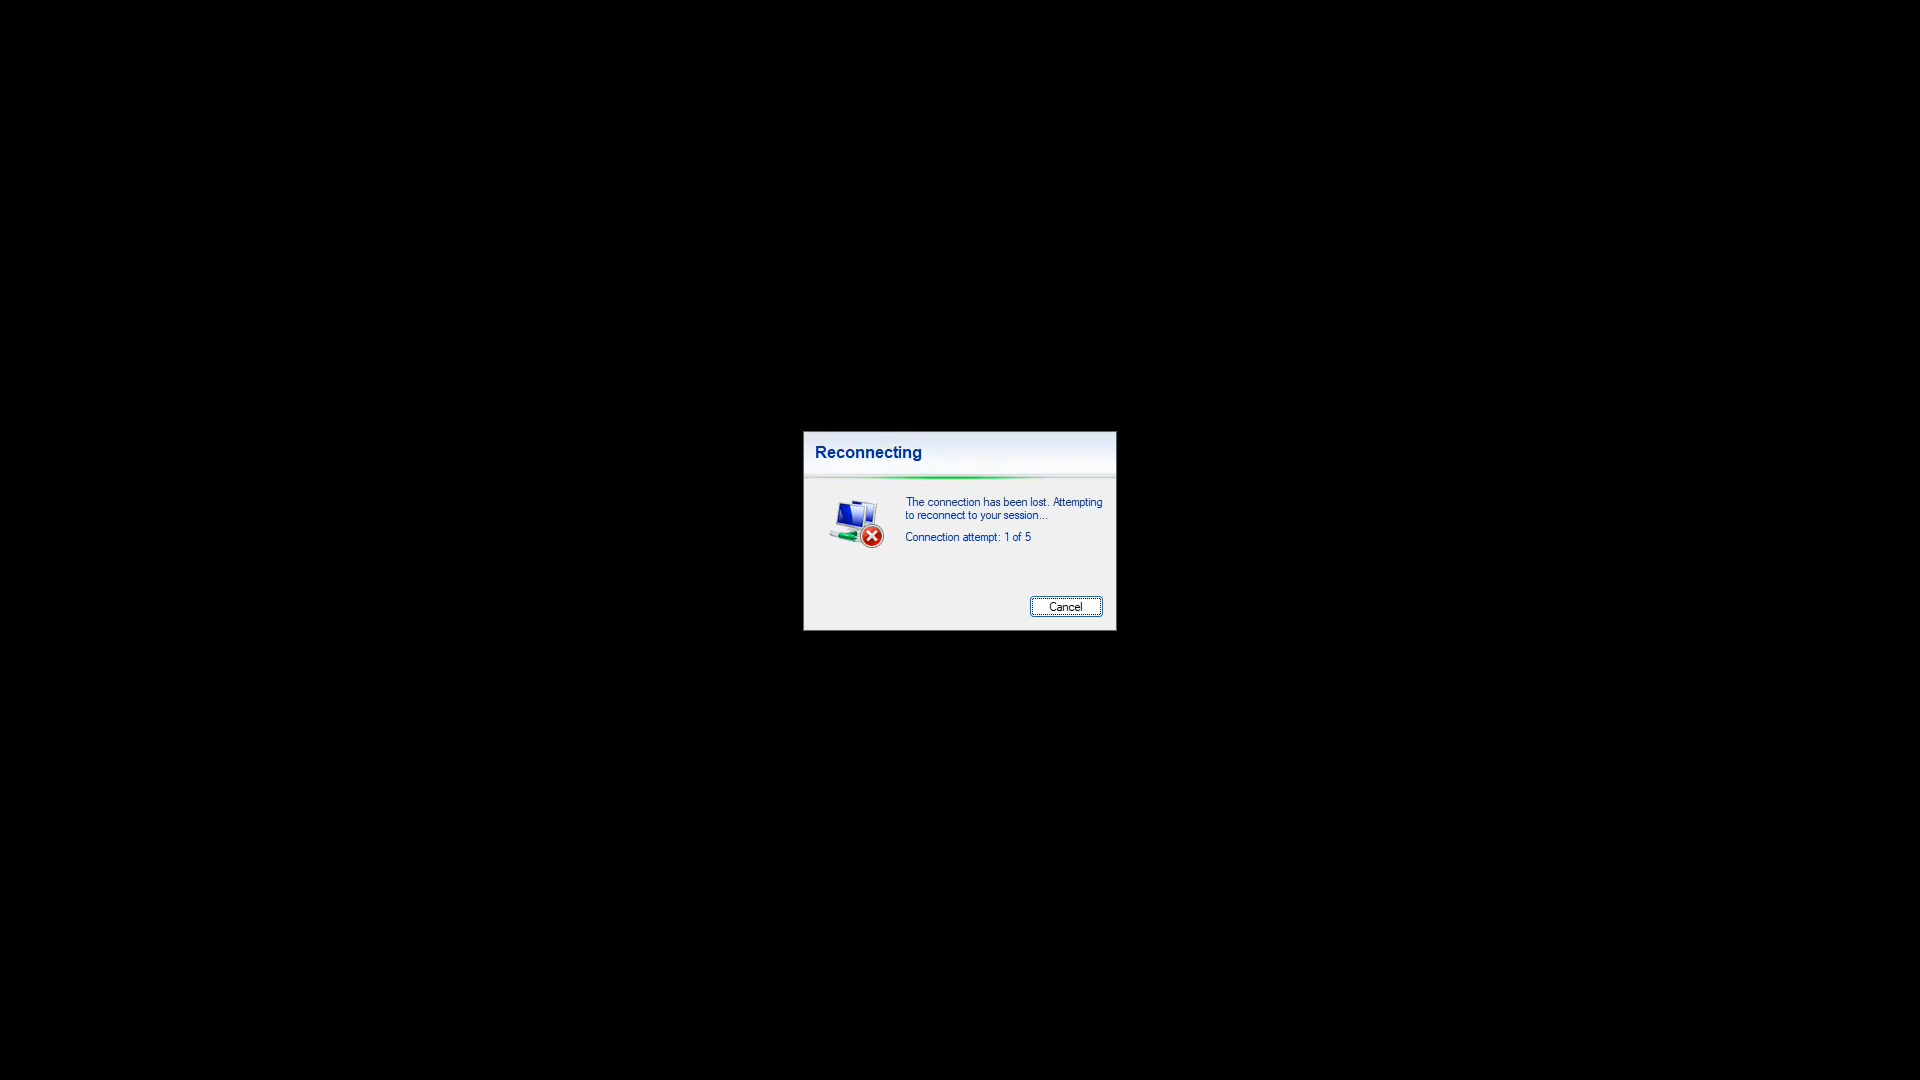 Reconnecting
The connection has been lost. Attempting
to reconnect to your session...
Connection attempt: 1 of 5
Cancel